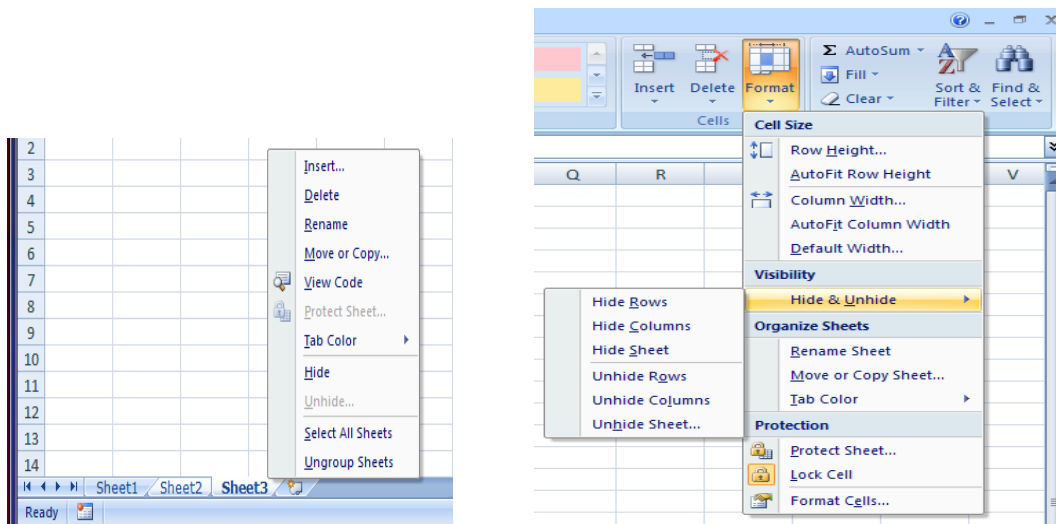 2
3
4
5
6
7
8
9
10
11
12
13
14
Insert...
Delete
Rename
Move or Copy...
View Code
Protect Sheet...
Tab Color
Hide
Unhide...
Select All Sheets
Ungroup Sheets
Sheet1 Sheet2 Sheet3
Ready
Insert Delete Format
Cells
Σ AutoSum
Fill
Clear
Sort & Filter
Find & Select
Q R V
Cell Size
Row Height...
AutoFit Row Height
Column Width...
AutoFit Column Width
Default Width...
Visibility
Hide & Unhide
Organize Sheets
Rename Sheet
Move or Copy Sheet...
Tab Color
Protection
Protect Sheet...
Lock Cell
Format Cells...
Hide Rows
Hide Columns
Hide Sheet
Unhide Rows
Unhide Columns
Unhide Sheet...